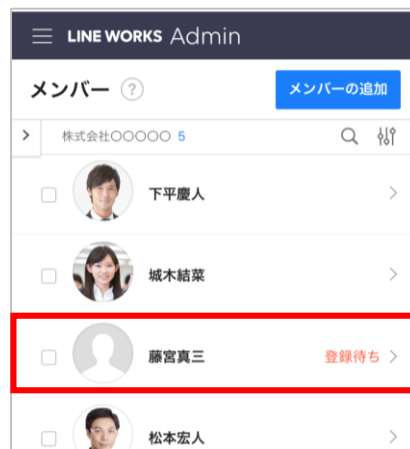 LINE WORKS Admin
メンバー ?
メンバーの追加
株式会社〇〇〇〇〇 5
下平慶人
城木結菜
藤宮真三 登録待ち
松本宏人